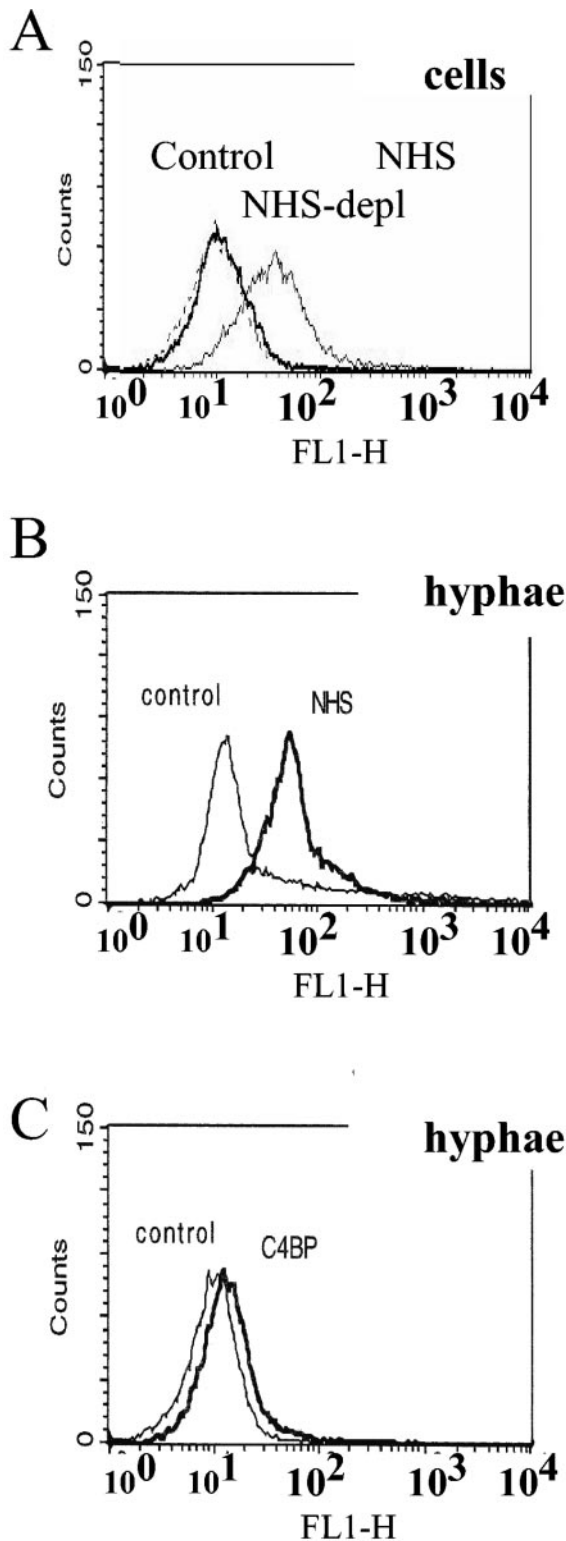 A
150
cells
Control
NHS
NHS-depl
Counts
0
10^0 10^1 10^2 10^3 10^4
FL1-H
B
150
hyphae
control
NHS
Counts
0
10^0 10^1 10^2 10^3 10^4
FL1-H
C
150
hyphae
control
C4BP
Counts
0
10^0 10^1 10^2 10^3 10^4
FL1-H